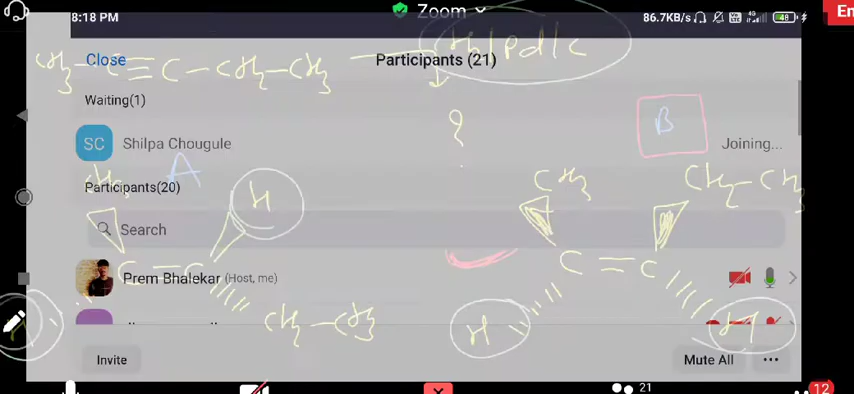 Zoom
8:18 PM 86.7KB/s 48 En
CH3 - C ≡ C - CH2 - CH3 H2/Pd/C
Close Participants (21)
Waiting(1)
?
B
SC Shilpa Chougule Joining...
A
CH3 H CH3 CH2-CH3
Participants(20)
Search
C = C C = C
Prem Bhalekar (Host, me)
CH2-CH3 H H
Invite Mute All ...
21 12